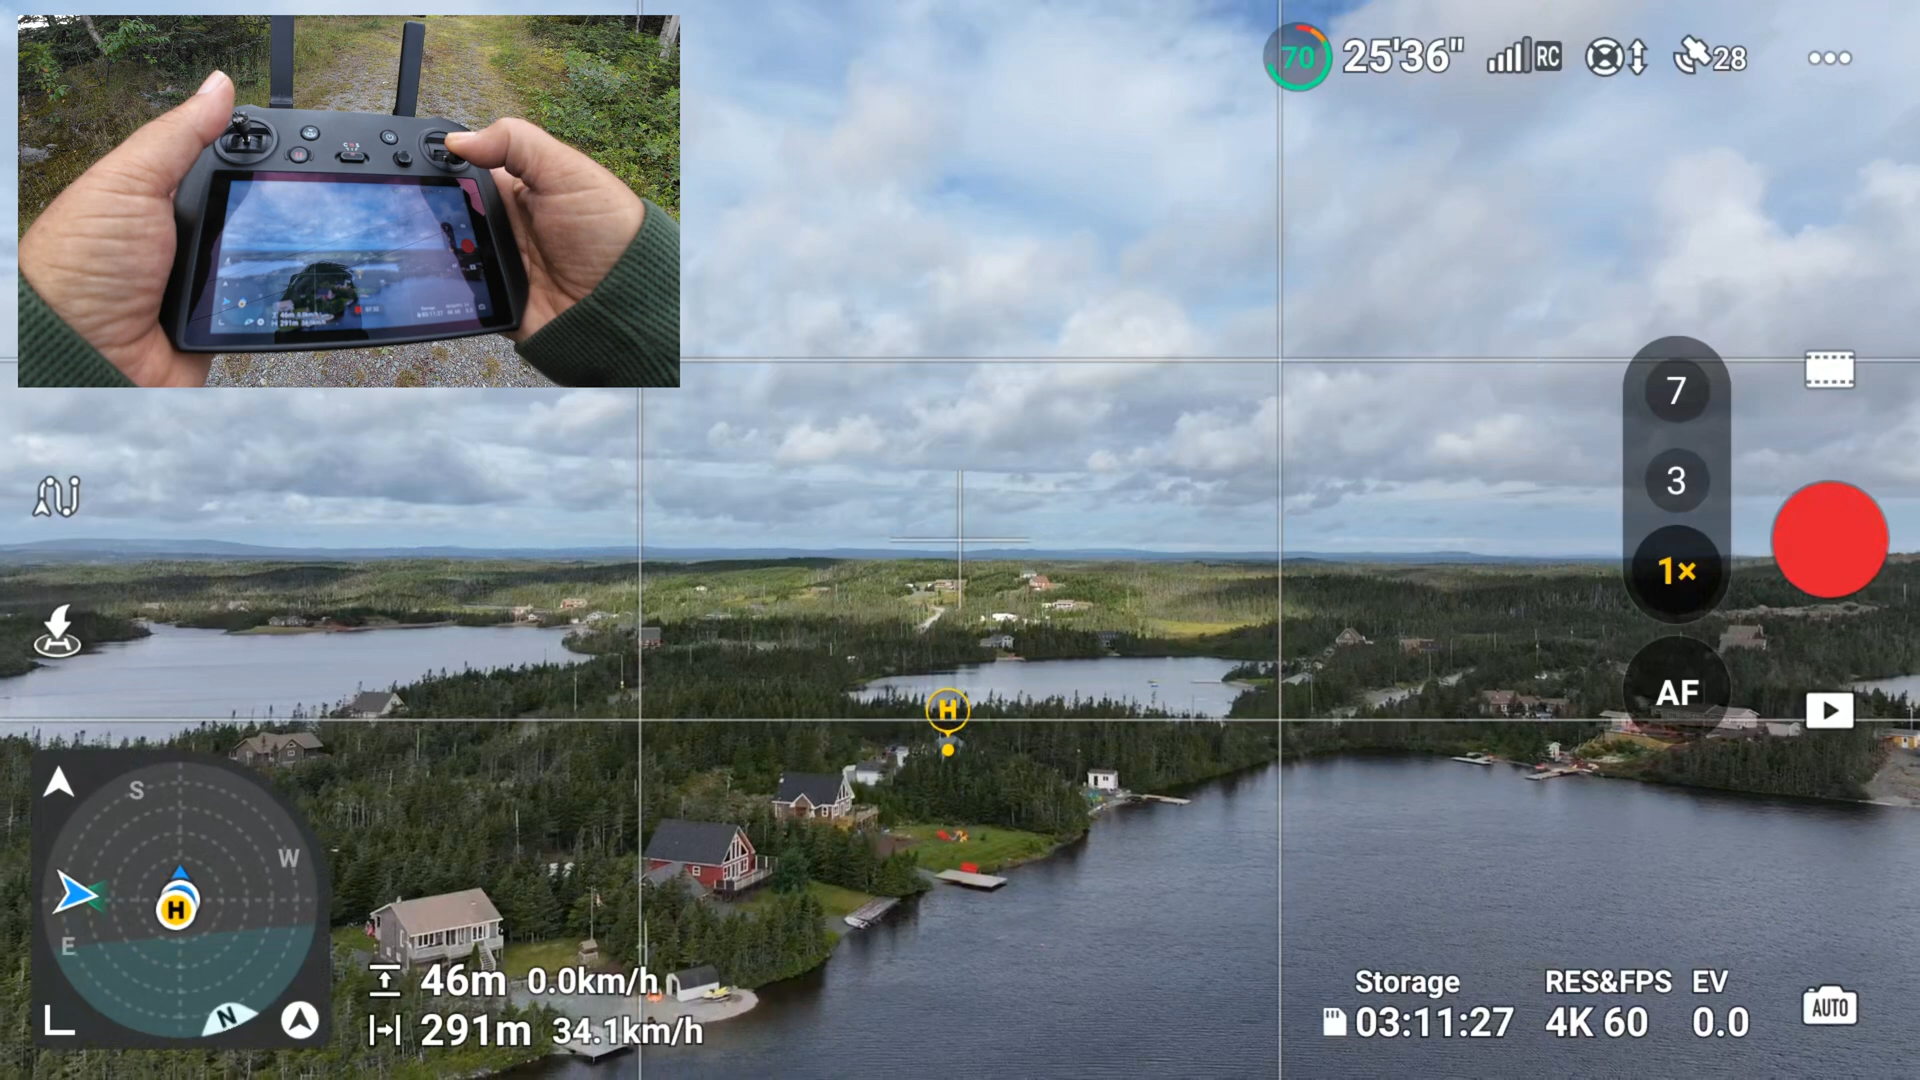 70 25'36" RC 28
7
3
1×
AF
H
S
W
H
E
N
46m 0.0km/h
291m 34.1km/h
Storage RES&FPS EV
03:11:27 4K 60 0.0
AUTO